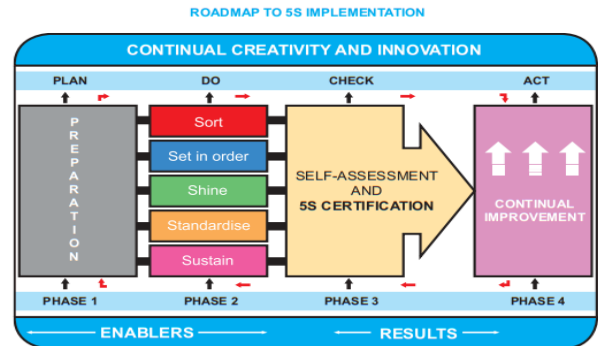 ROADMAP TO 5S IMPLEMENTATION
CONTINUAL CREATIVITY AND INNOVATION
PLAN DO CHECK ACT
PREPARATION
Sort
Set in order
Shine
Standardise
Sustain
SELF-ASSESSMENT
AND
5S CERTIFICATION
CONTINUAL
IMPROVEMENT
PHASE 1 PHASE 2 PHASE 3 PHASE 4
ENABLERS RESULTS